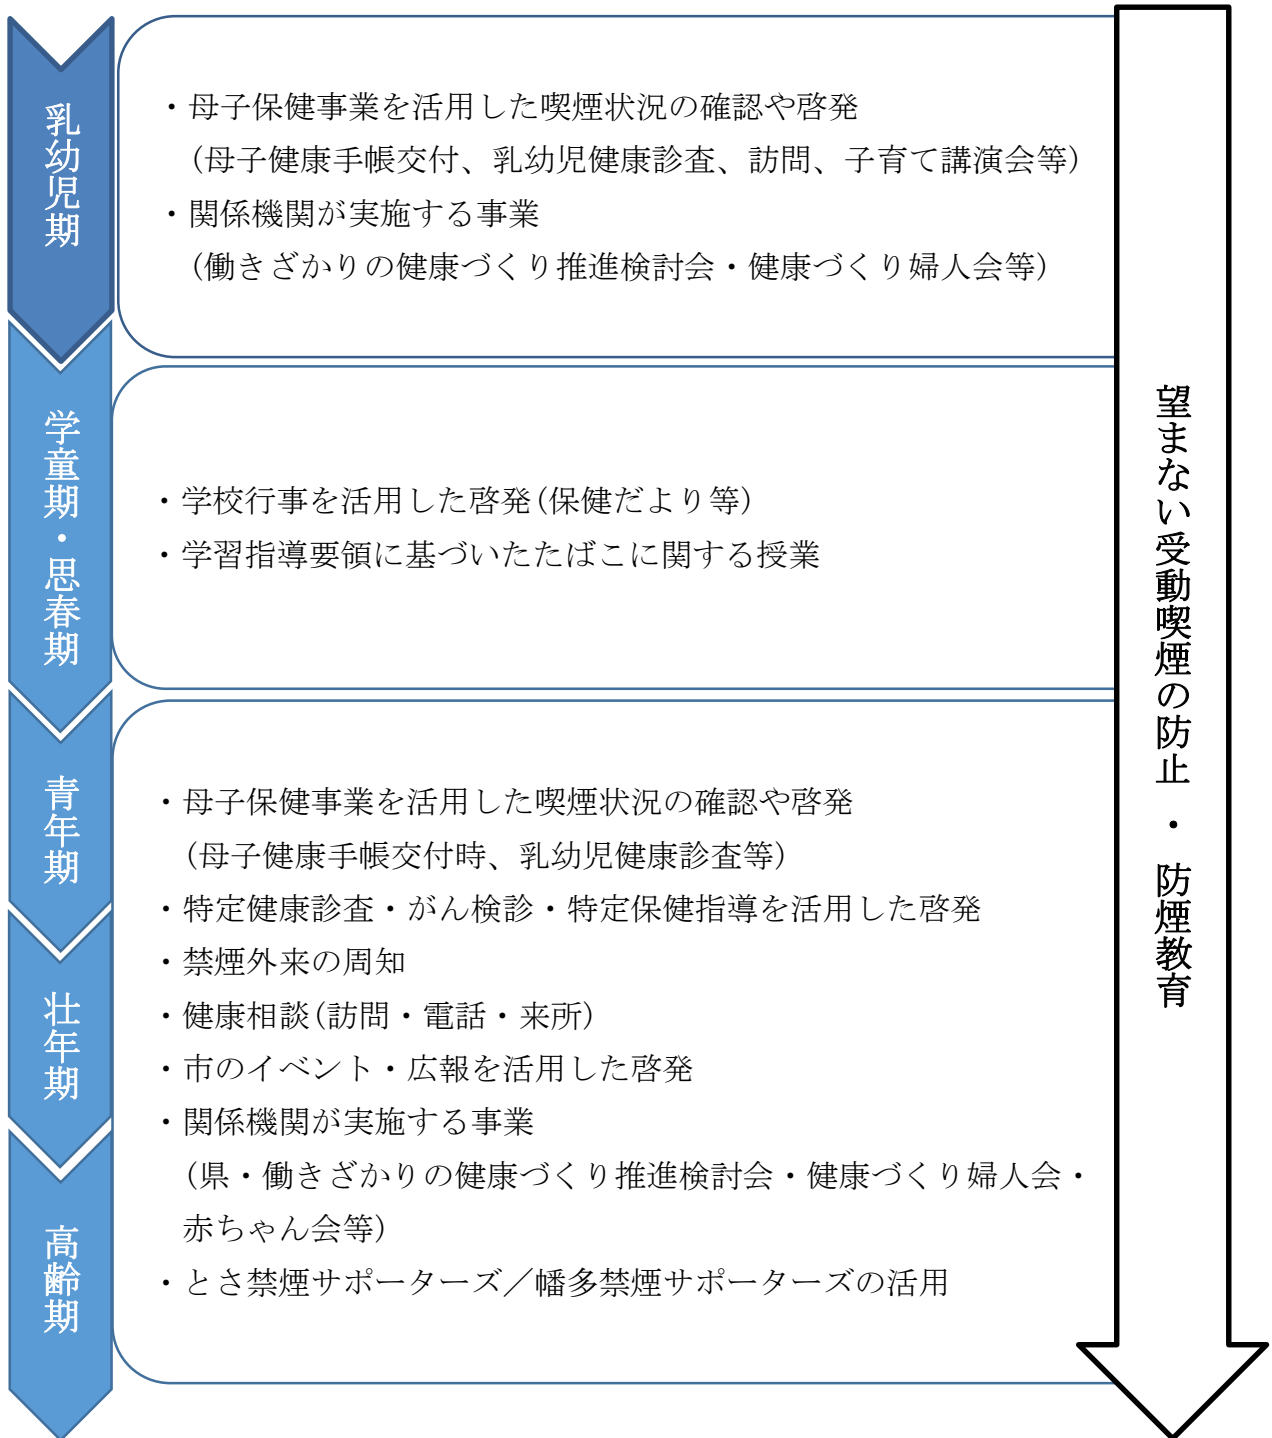 乳幼児期
・母子保健事業を活用した喫煙状況の確認や啓発
(母子健康手帳交付、乳幼児健康診査、訪問、子育て講演会等)
・関係機関が実施する事業
(働きざかりの健康づくり推進検討会・健康づくり婦人会等)
学童期・思春期
・学校行事を活用した啓発(保健だより等)
・学習指導要領に基づいたたばこに関する授業
青年期
壮年期
高齢期
・母子保健事業を活用した喫煙状況の確認や啓発
(母子健康手帳交付時、乳幼児健康診査等)
・特定健康診査・がん検診・特定保健指導を活用した啓発
・禁煙外来の周知
・健康相談(訪問・電話・来所)
・市のイベント・広報を活用した啓発
・関係機関が実施する事業
(県・働きざかりの健康づくり推進検討会・健康づくり婦人会・
赤ちゃん会等)
・とさ禁煙サポーターズ／幡多禁煙サポーターズの活用
望まない受動喫煙の防止 ・ 防煙教育